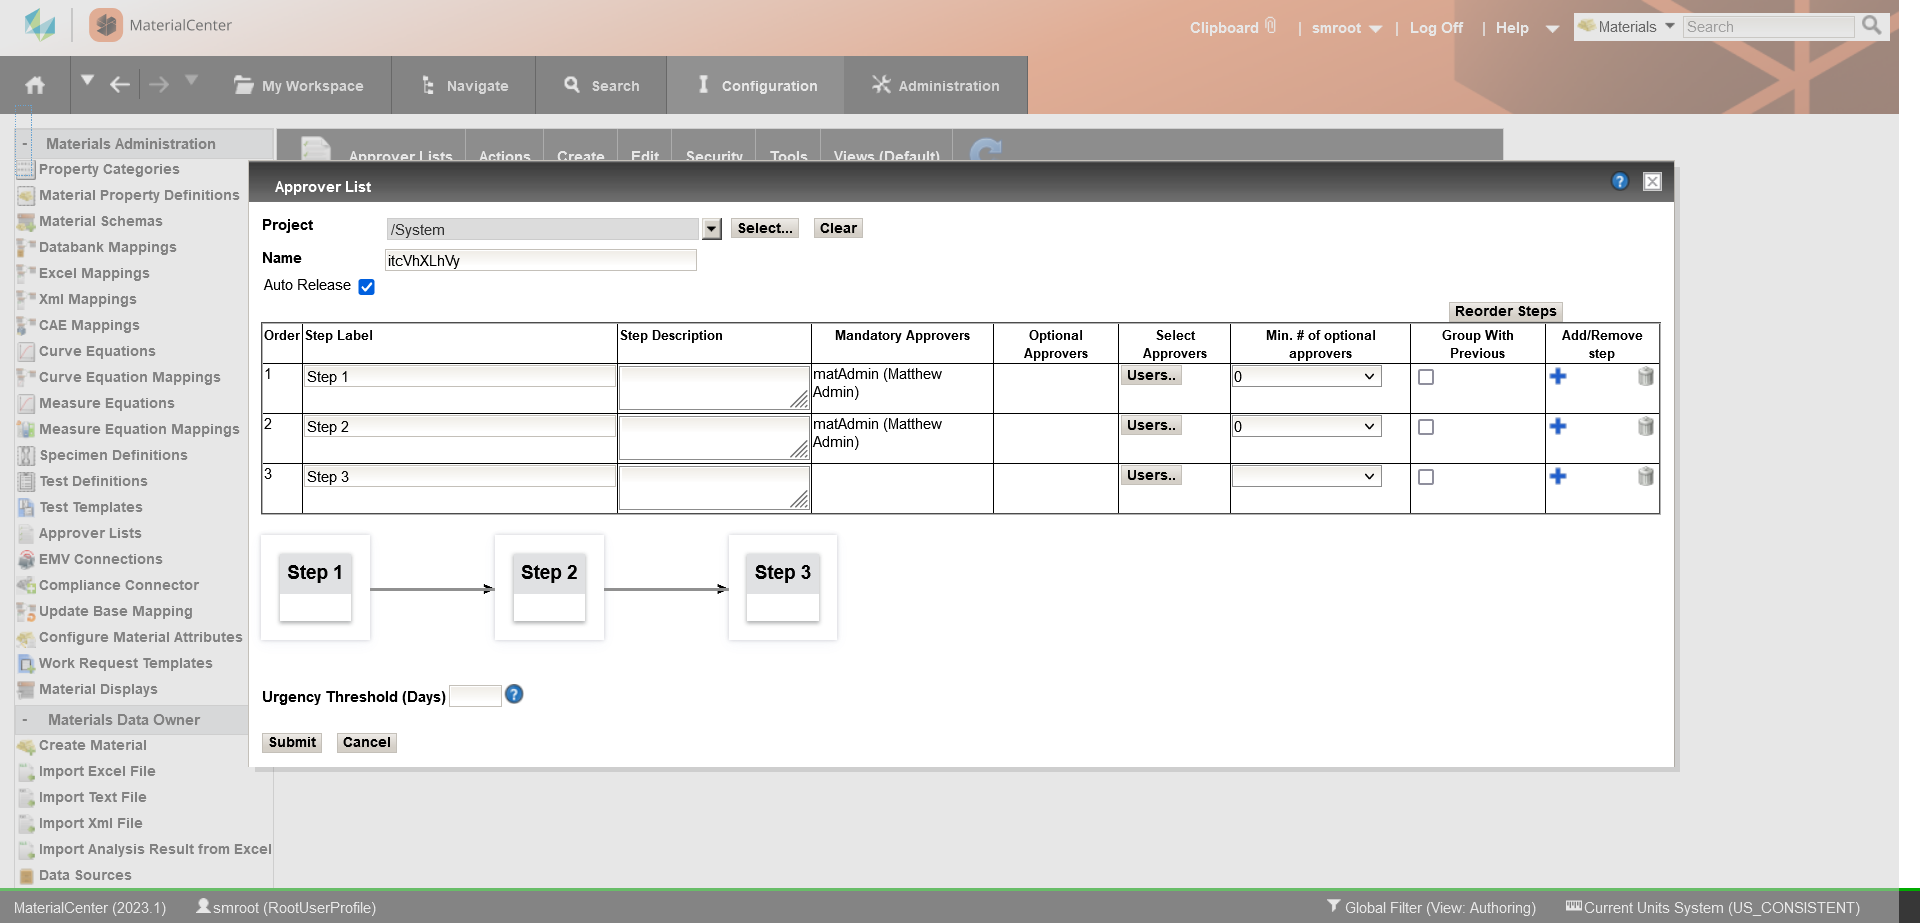 MaterialCenter
Clipboard | smroot | Log Off | Help
Materials Search
My Workspace Navigate Search Configuration Administration
- Materials Administration
Property Categories
Material Property Definitions
Material Schemas
Databank Mappings
Excel Mappings
Xml Mappings
CAE Mappings
Curve Equations
Curve Equation Mappings
Measure Equations
Measure Equation Mappings
Specimen Definitions
Test Definitions
Test Templates
Approver Lists
EMV Connections
Compliance Connector
Update Base Mapping
Configure Material Attributes
Work Request Templates
Material Displays
- Materials Data Owner
Create Material
Import Excel File
Import Text File
Import Xml File
Import Analysis Result from Excel
Data Sources
Approver Lists Actions Create Edit Security Tools Views (Default)
Approver List ?
Project /System Select... Clear
Name itcVhXLhVy
Auto Release
Reorder Steps
Order Step Label Step Description Mandatory Approvers Optional Approvers Select Approvers Min. # of optional approvers Group With Previous Add/Remove step
1 Step 1 matAdmin (Matthew Admin) Users.. 0
2 Step 2 matAdmin (Matthew Admin) Users.. 0
3 Step 3 Users..
Step 1 Step 2 Step 3
Urgency Threshold (Days) ?
Submit Cancel
MaterialCenter (2023.1) smroot (RootUserProfile) Global Filter (View: Authoring) Current Units System (US_CONSISTENT)